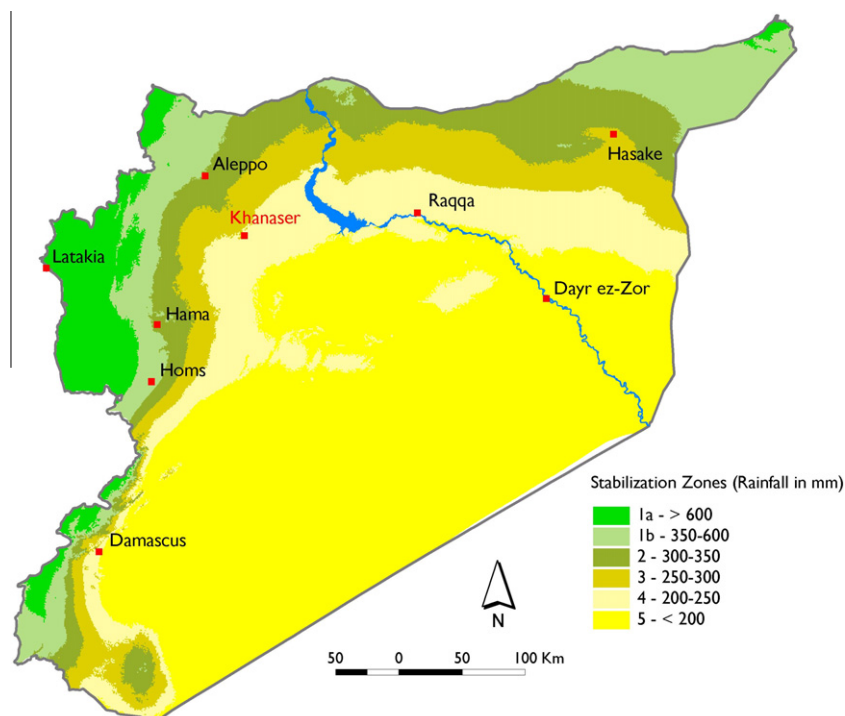 Hasake
Aleppo
Raqqa
Khanaser
Latakia
Dayr ez-Zor
Hama
Homs
Stabilization Zones (Rainfall in mm)
1a - > 600
1b - 350-600
2 - 300-350
3 - 250-300
4 - 200-250
5 - < 200
Damascus
N
50 0 50 100 Km